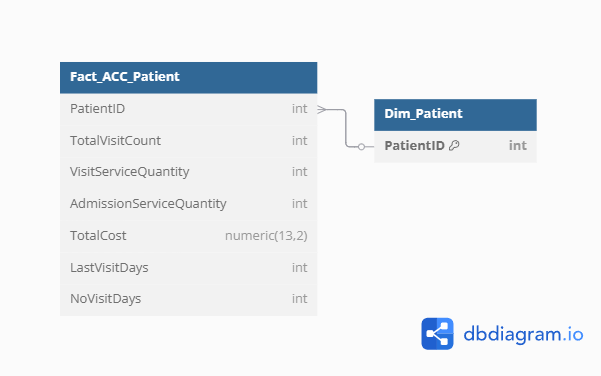 Fact_ACC_Patient
PatientID int
TotalVisitCount int
VisitServiceQuantity int
AdmissionServiceQuantity int
TotalCost numeric(13,2)
LastVisitDays int
NoVisitDays int
Dim_Patient
PatientID int
dbdiagram.io